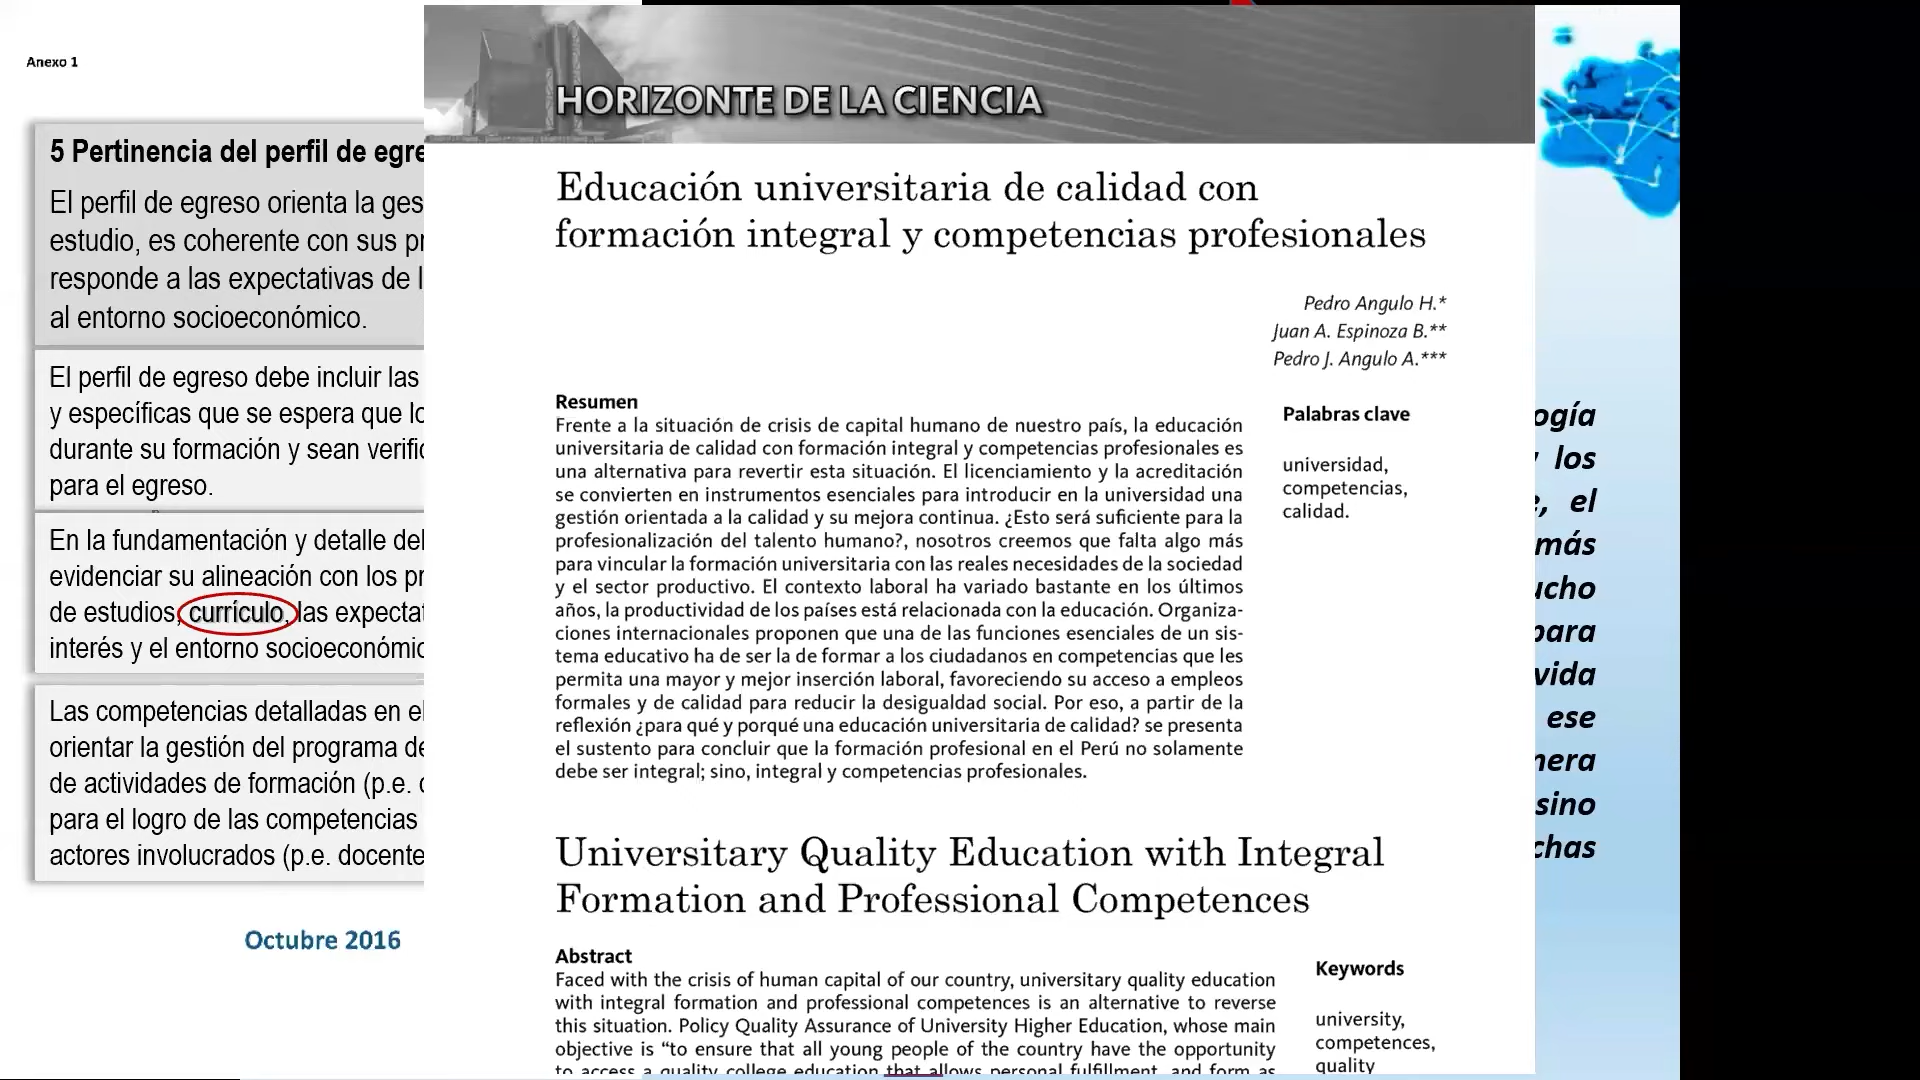 Anexo 1
5 Pertinencia del perfil de egre
El perfil de egreso orienta la ges
estudio, es coherente con sus pr
responde a las expectativas de l
al entorno socioeconómico.
El perfil de egreso debe incluir las
y específicas que se espera que lo
durante su formación y sean verific
para el egreso.
En la fundamentación y detalle del
evidenciar su alineación con los pr
de estudios, currículo, las expectat
interés y el entorno socioeconómic
Las competencias detalladas en el
orientar la gestión del programa de
de actividades de formación (p.e. c
para el logro de las competencias
actores involucrados (p.e. docente
Octubre 2016
HORIZONTE DE LA CIENCIA
Educación universitaria de calidad con
formación integral y competencias profesionales
Pedro Angulo H.*
Juan A. Espinoza B.**
Pedro J. Angulo A.***
Resumen
Frente a la situación de crisis de capital humano de nuestro país, la educación
universitaria de calidad con formación integral y competencias profesionales es
una alternativa para revertir esta situación. El licenciamiento y la acreditación
se convierten en instrumentos esenciales para introducir en la universidad una
gestión orientada a la calidad y su mejora continua. ¿Esto será suficiente para la
profesionalización del talento humano?, nosotros creemos que falta algo más
para vincular la formación universitaria con las reales necesidades de la sociedad
y el sector productivo. El contexto laboral ha variado bastante en los últimos
años, la productividad de los países está relacionada con la educación. Organiza-
ciones internacionales proponen que una de las funciones esenciales de un sis-
tema educativo ha de ser la de formar a los ciudadanos en competencias que les
permita una mayor y mejor inserción laboral, favoreciendo su acceso a empleos
formales y de calidad para reducir la desigualdad social. Por eso, a partir de la
reflexión ¿para qué y porqué una educación universitaria de calidad? se presenta
el sustento para concluir que la formación profesional en el Perú no solamente
debe ser integral; sino, integral y competencias profesionales.
Palabras clave
universidad,
competencias,
calidad.
Universitary Quality Education with Integral
Formation and Professional Competences
Abstract
Faced with the crisis of human capital of our country, universitary quality education
with integral formation and professional competences is an alternative to reverse
this situation. Policy Quality Assurance of University Higher Education, whose main
objective is “to ensure that all young people of the country have the opportunity
to access a quality college education that allows personal fulfillment, and form as
Keywords
university,
competences,
quality
ogía
los
, el
más
ucho
para
vida
ese
nera
sino
chas